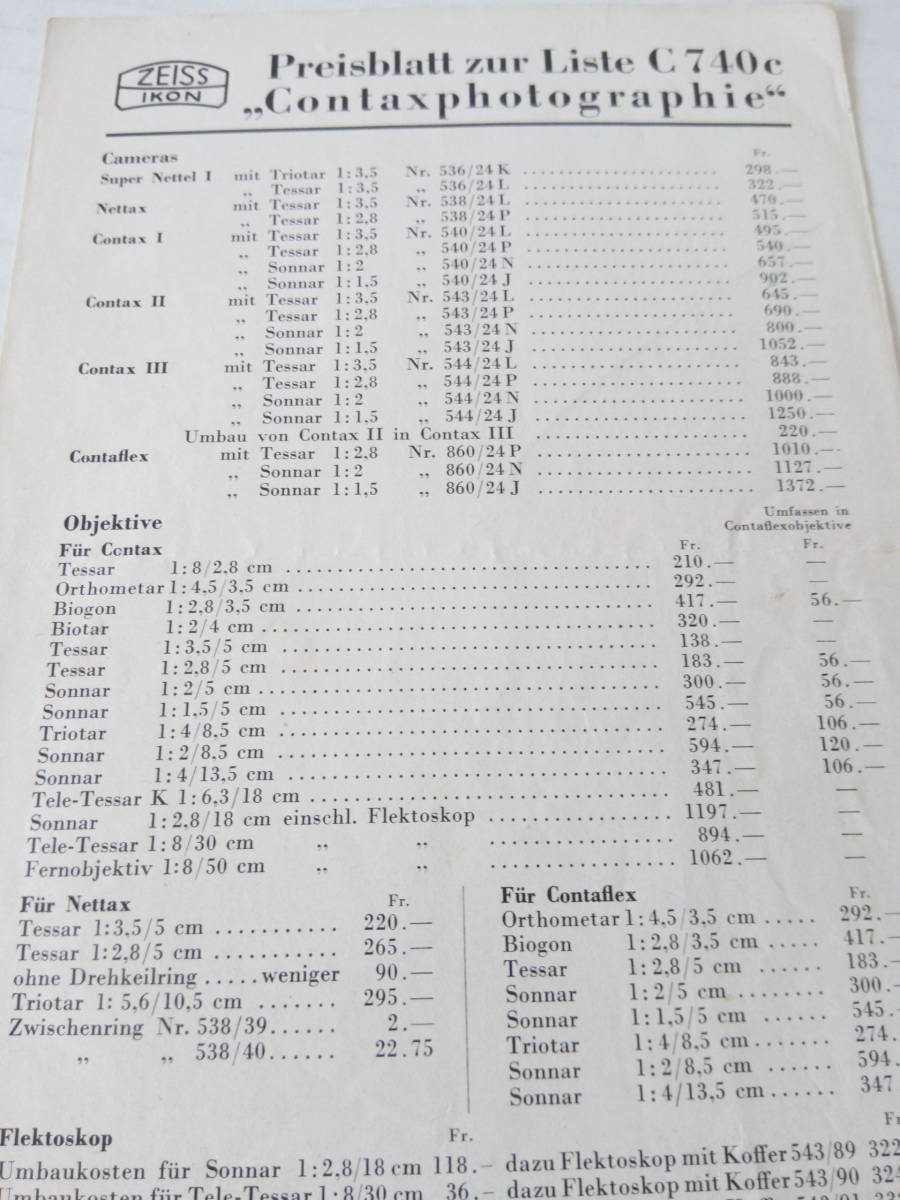 ZEISS
IKON
Preisblatt zur Liste C 740c
„Contaxphotographie“
Cameras Fr.
Super Nettel I mit Triotar 1:3,5 Nr. 536/24 K .......... 298.—
„ Tessar 1:3,5 „ 536/24 L .......... 322.—
Nettax mit Tessar 1:3,5 Nr. 538/24 L .......... 470.—
„ Tessar 1:2,8 „ 538/24 P .......... 515.—
Contax I mit Tessar 1:3,5 Nr. 540/24 L .......... 495.—
„ Tessar 1:2,8 „ 540/24 P .......... 540.—
„ Sonnar 1:2 „ 540/24 N .......... 657.—
„ Sonnar 1:1,5 „ 540/24 J .......... 902.—
Contax II mit Tessar 1:3,5 Nr. 543/24 L .......... 645.—
„ Tessar 1:2,8 „ 543/24 P .......... 690.—
„ Sonnar 1:2 „ 543/24 N .......... 800.—
„ Sonnar 1:1,5 „ 543/24 J .......... 1052.—
Contax III mit Tessar 1:3,5 Nr. 544/24 L .......... 843.—
„ Tessar 1:2,8 „ 544/24 P .......... 888.—
„ Sonnar 1:2 „ 544/24 N .......... 1000.—
„ Sonnar 1:1,5 „ 544/24 J .......... 1250.—
Umbau von Contax II in Contax III .......... 220.—
Contaflex mit Tessar 1:2,8 Nr. 860/24 P .......... 1010.—
„ Sonnar 1:2 „ 860/24 N .......... 1127.—
„ Sonnar 1:1,5 „ 860/24 J .......... 1372.—
Objektive Umfassen in
Contaflexobjektive
Für Contax Fr. Fr.
Tessar 1:8/2,8 cm .......... 210.— —
Orthometar 1:4,5/3,5 cm .......... 292.— —
Biogon 1:2,8/3,5 cm .......... 417.— 56.—
Biotar 1:2/4 cm .......... 320.— —
Tessar 1:3,5/5 cm .......... 138.— —
Tessar 1:2,8/5 cm .......... 183.— 56.—
Sonnar 1:2/5 cm .......... 300.— 56.—
Sonnar 1:1,5/5 cm .......... 545.— 56.—
Triotar 1:4/8,5 cm .......... 274.— 106.—
Sonnar 1:2/8,5 cm .......... 594.— 120.—
Sonnar 1:4/13,5 cm .......... 347.— 106.—
Tele-Tessar K 1:6,3/18 cm .......... 481.— —
Sonnar 1:2,8/18 cm einschl. Flektoskop .......... 1197.— —
Tele-Tessar 1:8/30 cm „ „ .......... 894.— —
Fernobjektiv 1:8/50 cm „ „ .......... 1062.— —
Für Nettax Fr.
Tessar 1:3,5/5 cm .......... 220.—
Tessar 1:2,8/5 cm .......... 265.—
ohne Drehkeilring ..... weniger 90.—
Triotar 1: 5,6/10,5 cm ....... 295.—
Zwischenring Nr. 538/39...... 2.—
„ „ 538/40...... 22.75
Für Contaflex Fr.
Orthometar 1:4,5/3,5 cm ..... 292.—
Biogon 1:2,8/3,5 cm ..... 417.—
Tessar 1:2,8/5 cm ...... 183.—
Sonnar 1:2/5 cm ........ 300.—
Sonnar 1:1,5/5 cm ...... 545.
Triotar 1:4/8,5 cm....... 274.
Sonnar 1:2/8,5 cm ...... 594.
Sonnar 1:4/13,5 cm...... 347
Flektoskop Fr. Fr
Umbaukosten für Sonnar 1:2,8/18 cm 118.– dazu Flektoskop mit Koffer 543/89 322
Umbaukosten für Tele-Tessar 1:8/30 cm 36.– dazu Flektoskop mit Koffer 543/90 324